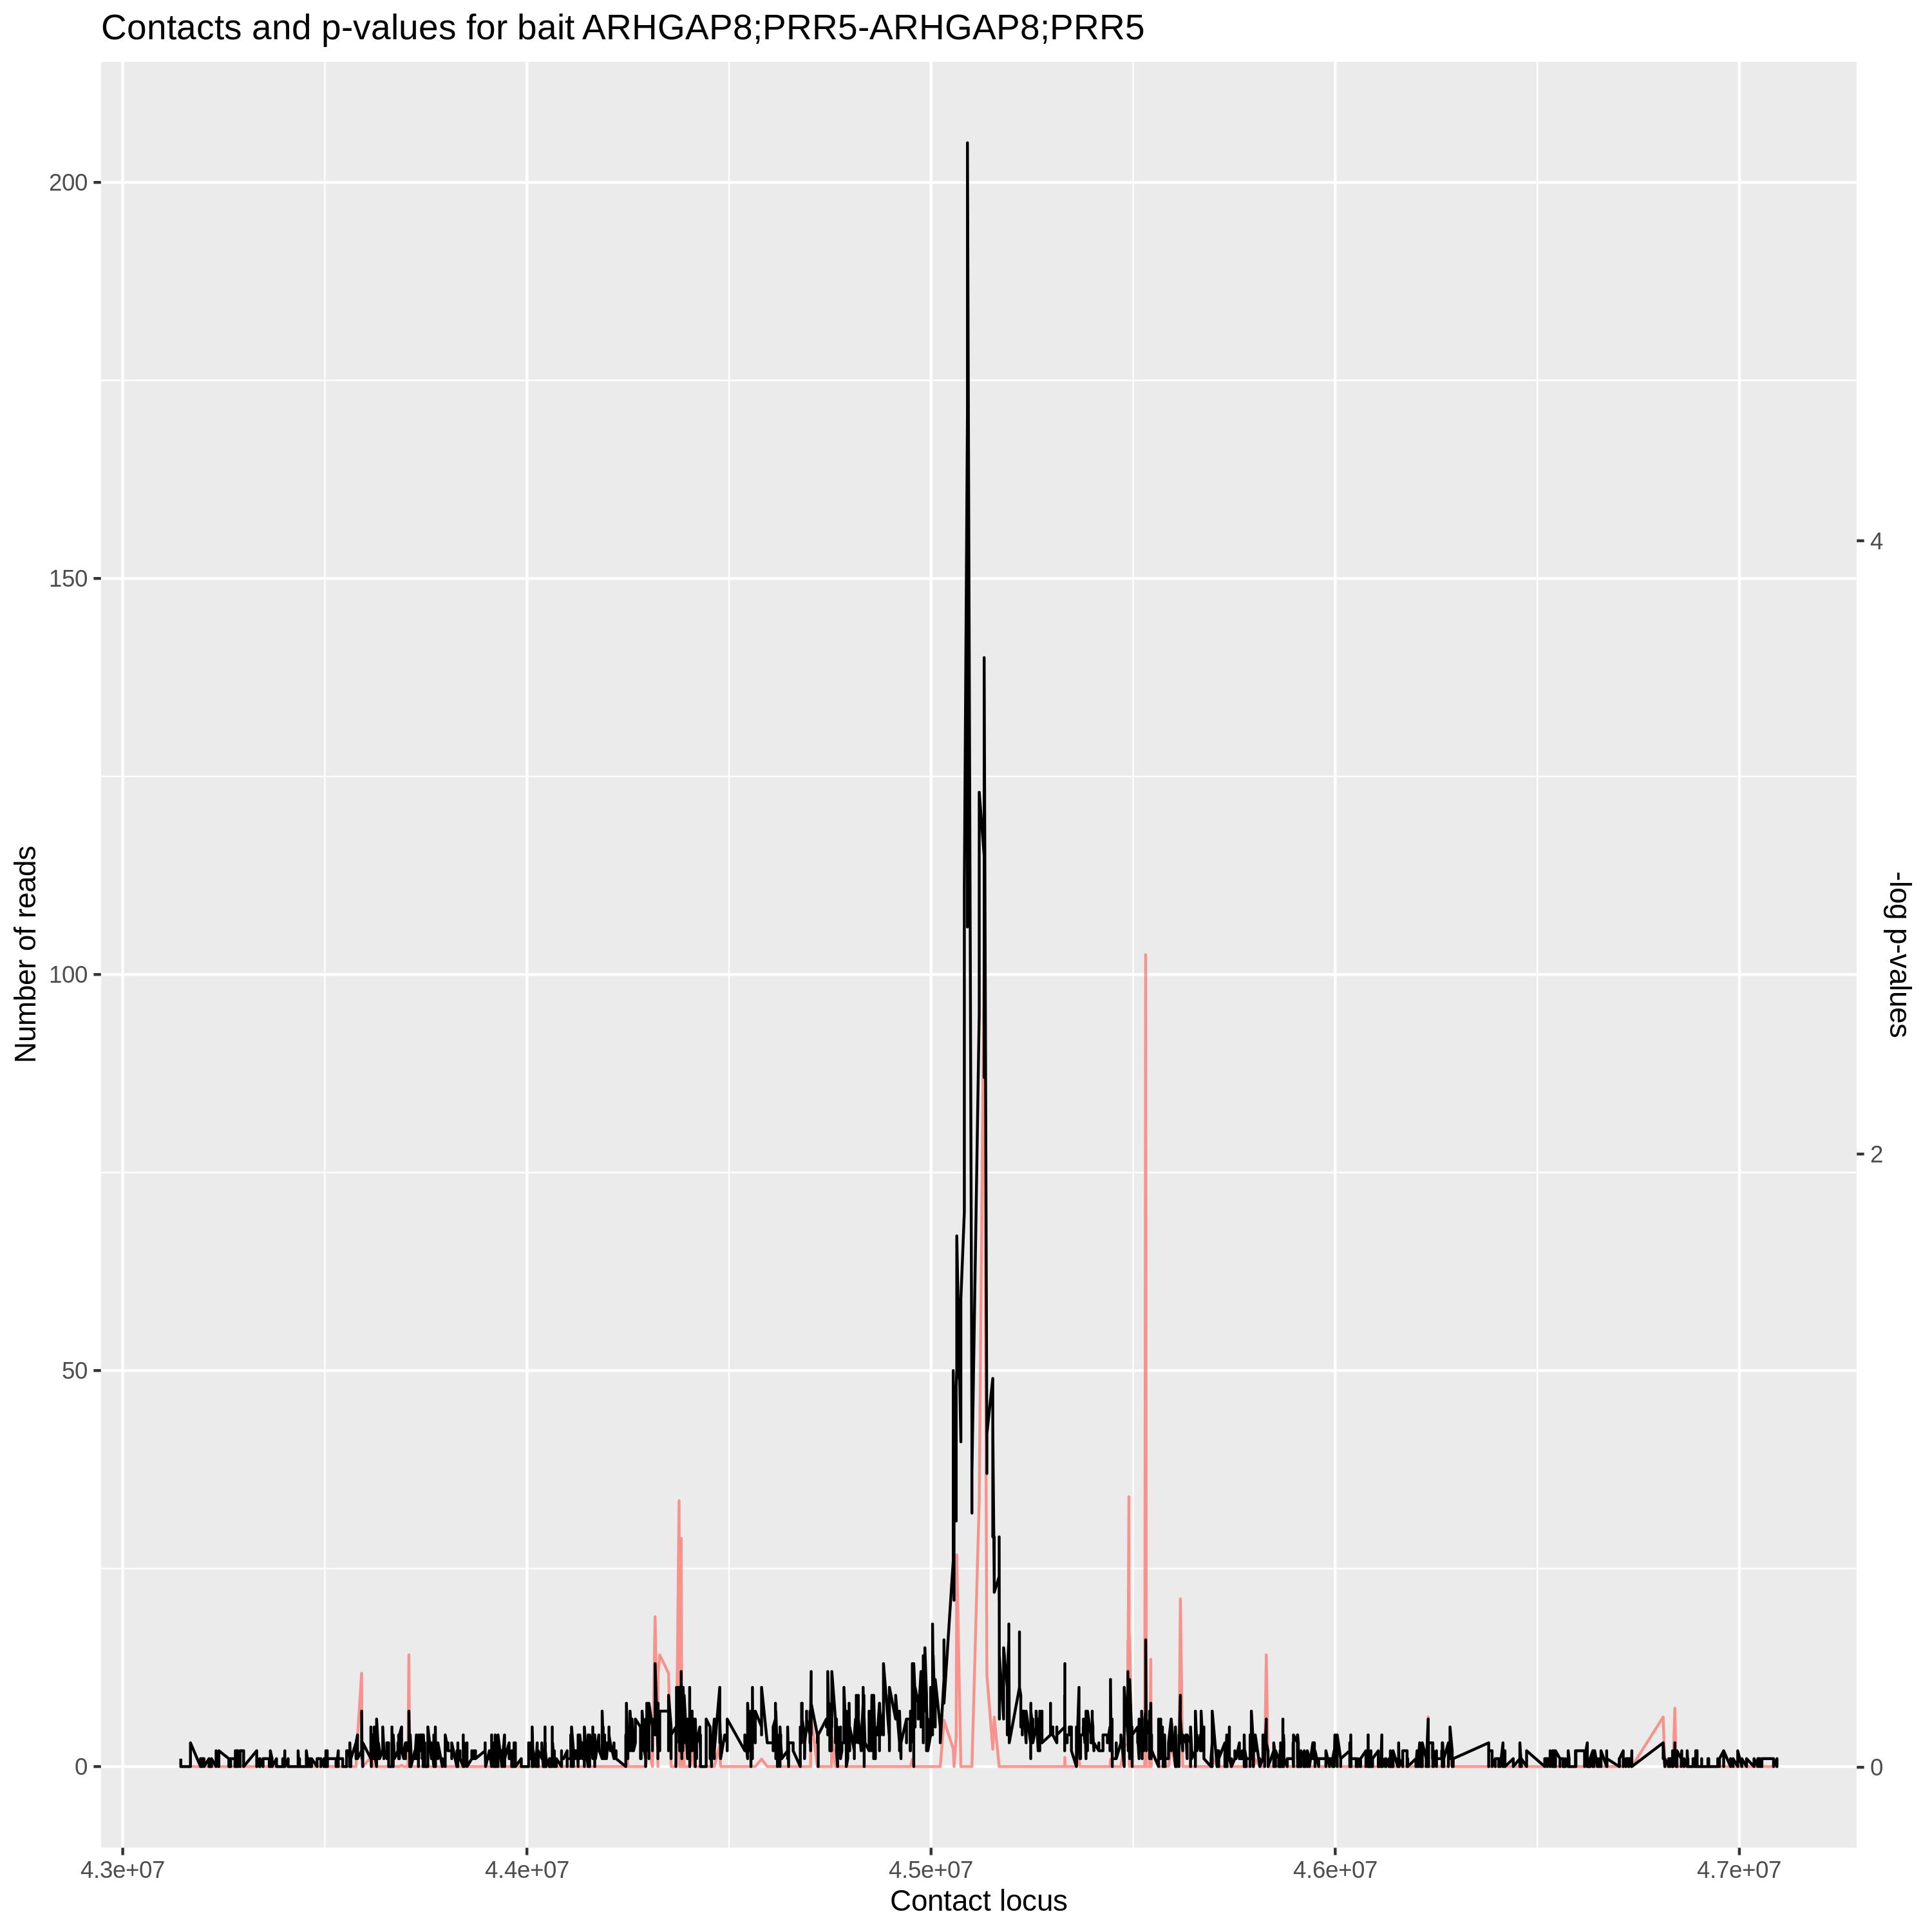 Contacts and p-values for bait ARHGAP8;PRR5-ARHGAP8;PRR5
Number of reads
200
150
100
50
0
4
2
0
-log p-values
4.3e+07
4.4e+07
4.5e+07
4.6e+07
4.7e+07
Contact locus